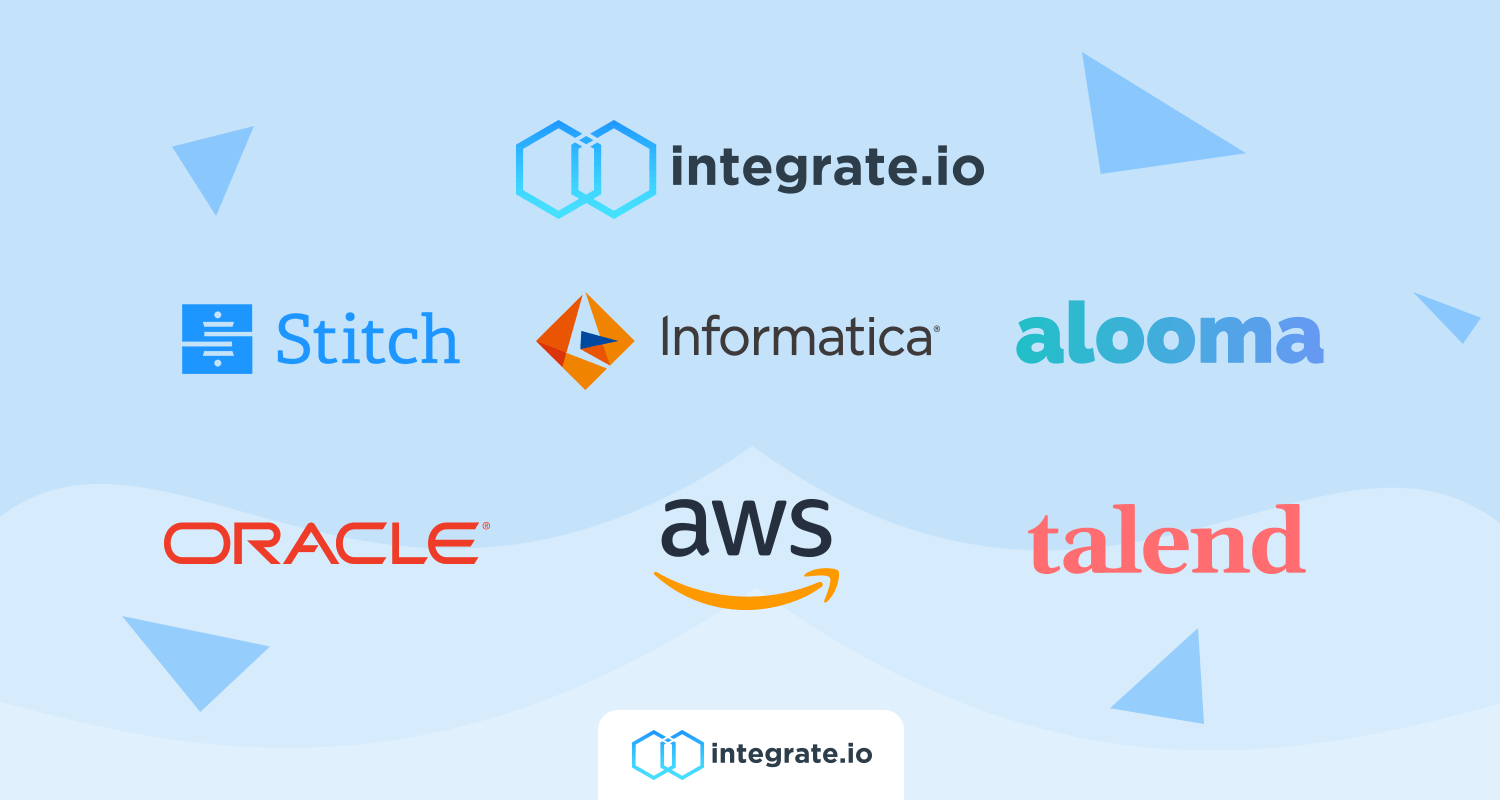 integrate.io
Stitch
Informatica®
alooma
ORACLE®
aws
talend
integrate.io